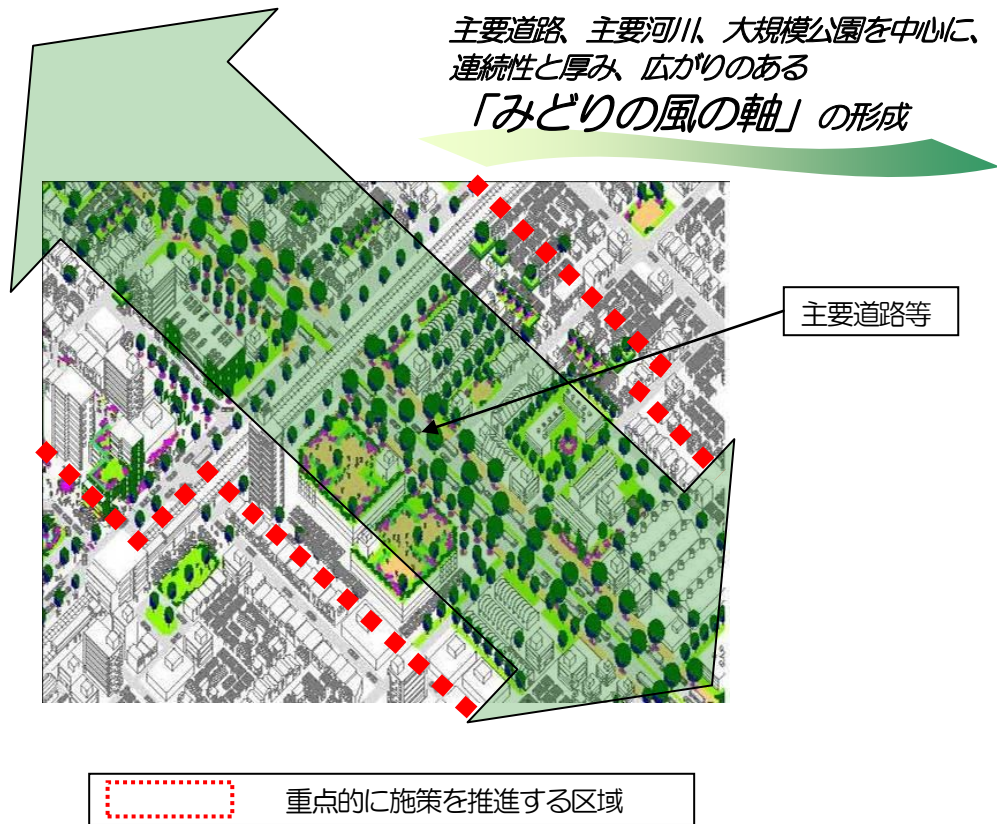 主要道路、主要河川、大規模公園を中心に、
連続性と厚み、広がりのある
「みどりの風の軸」の形成
主要道路等
重点的に施策を推進する区域